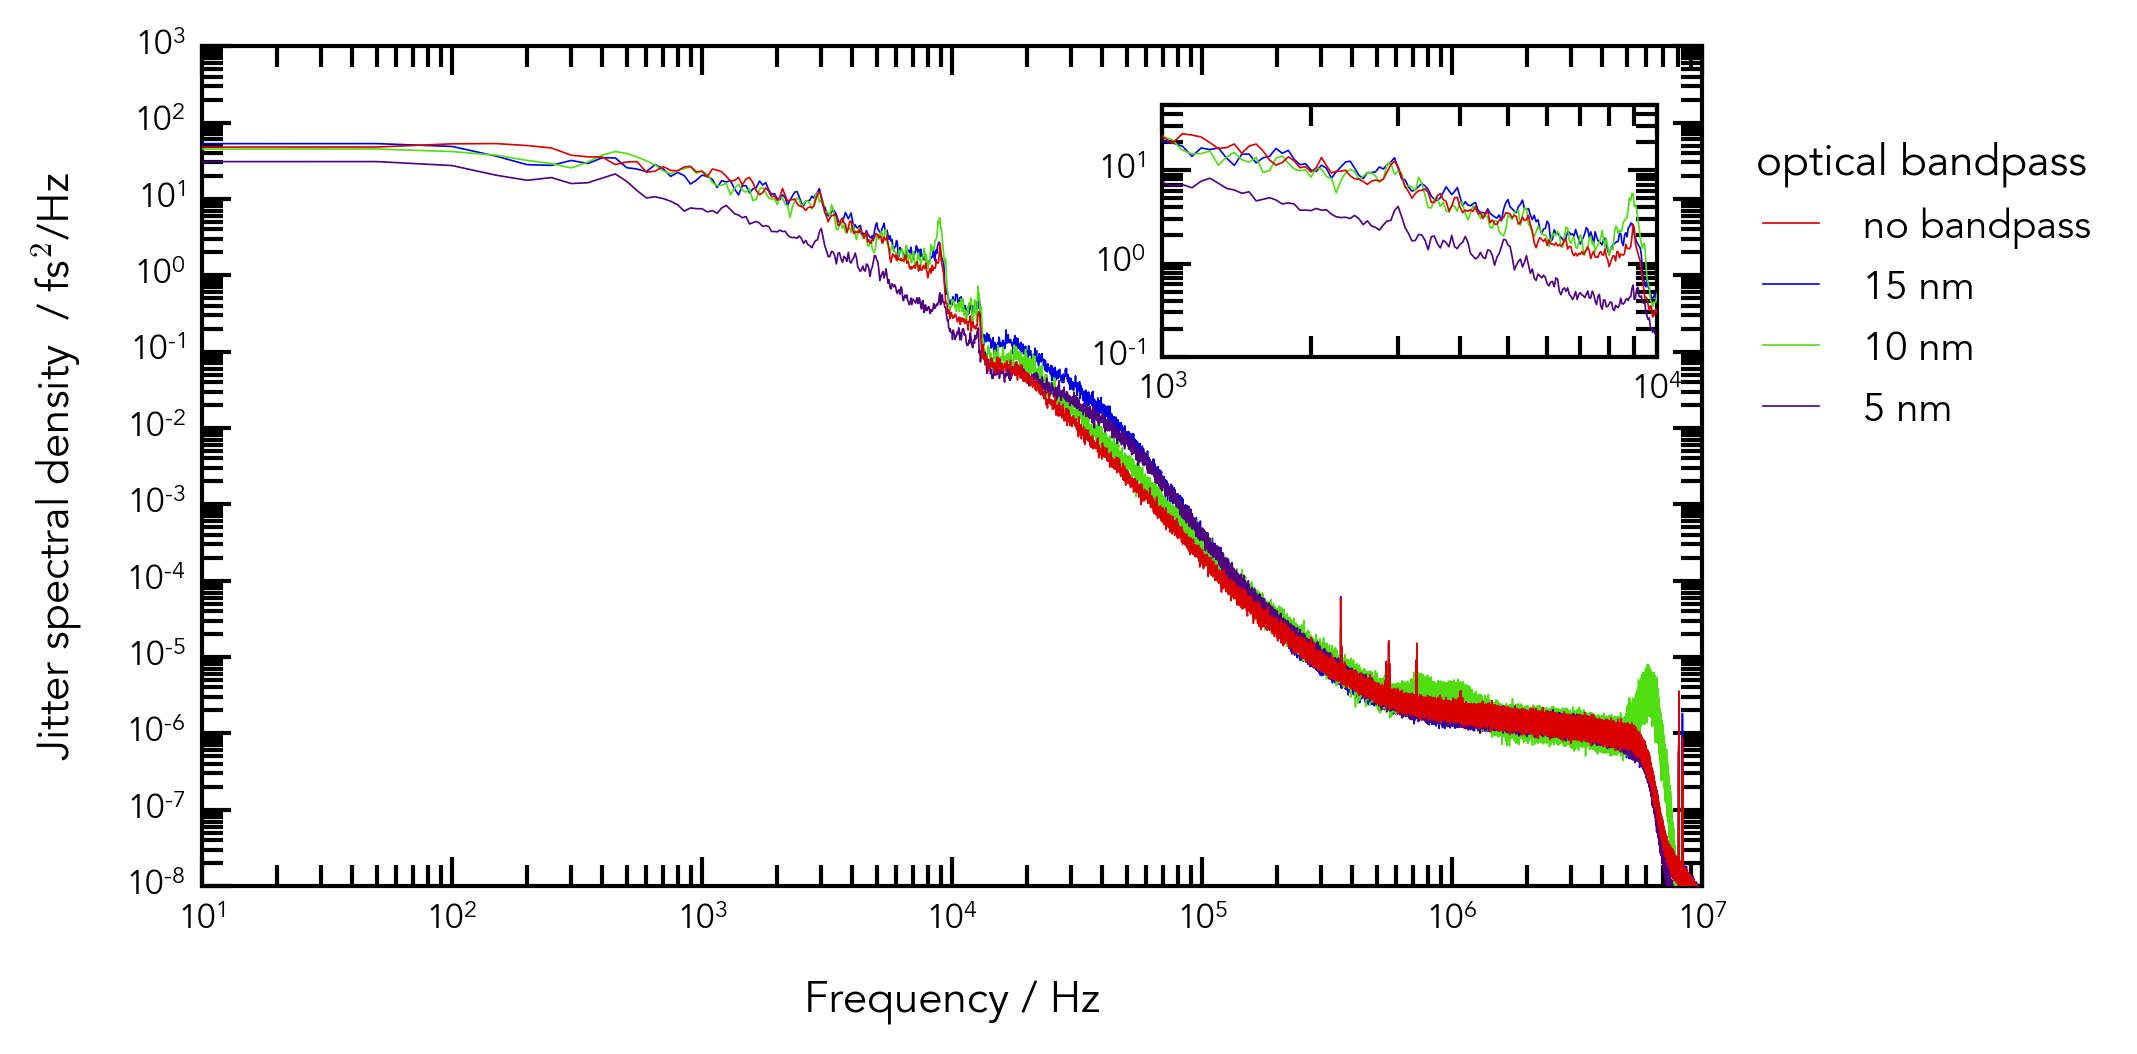 10³
10²
10¹
10⁰
10⁻¹
10⁻²
10⁻³
10⁻⁴
10⁻⁵
10⁻⁶
10⁻⁷
10⁻⁸
Jitter spectral density / fs²/Hz
10¹ 10² 10³ 10⁴ 10⁵ 10⁶ 10⁷
Frequency / Hz
10¹
10⁰
10⁻¹
10³ 10⁴
optical bandpass
no bandpass
15 nm
10 nm
5 nm